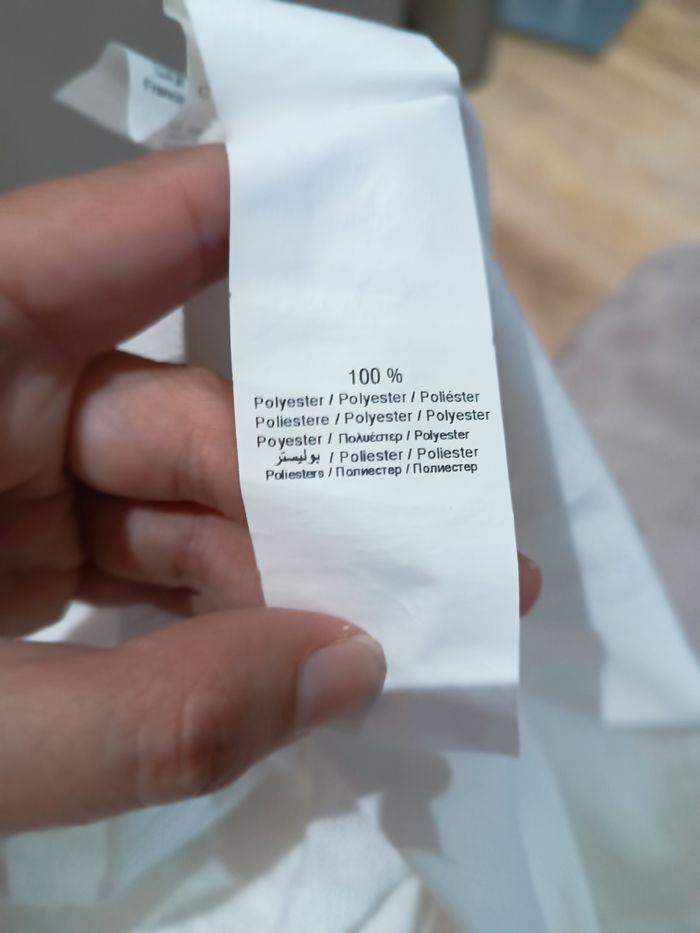 100 %
Polyester / Polyester / Poliéster
Poliestere / Polyester / Polyester
Poyester / Πολυέστερ / Polyester
بوليستر / Poliester / Poliester
Poliesters / Полиестер / Полиестер